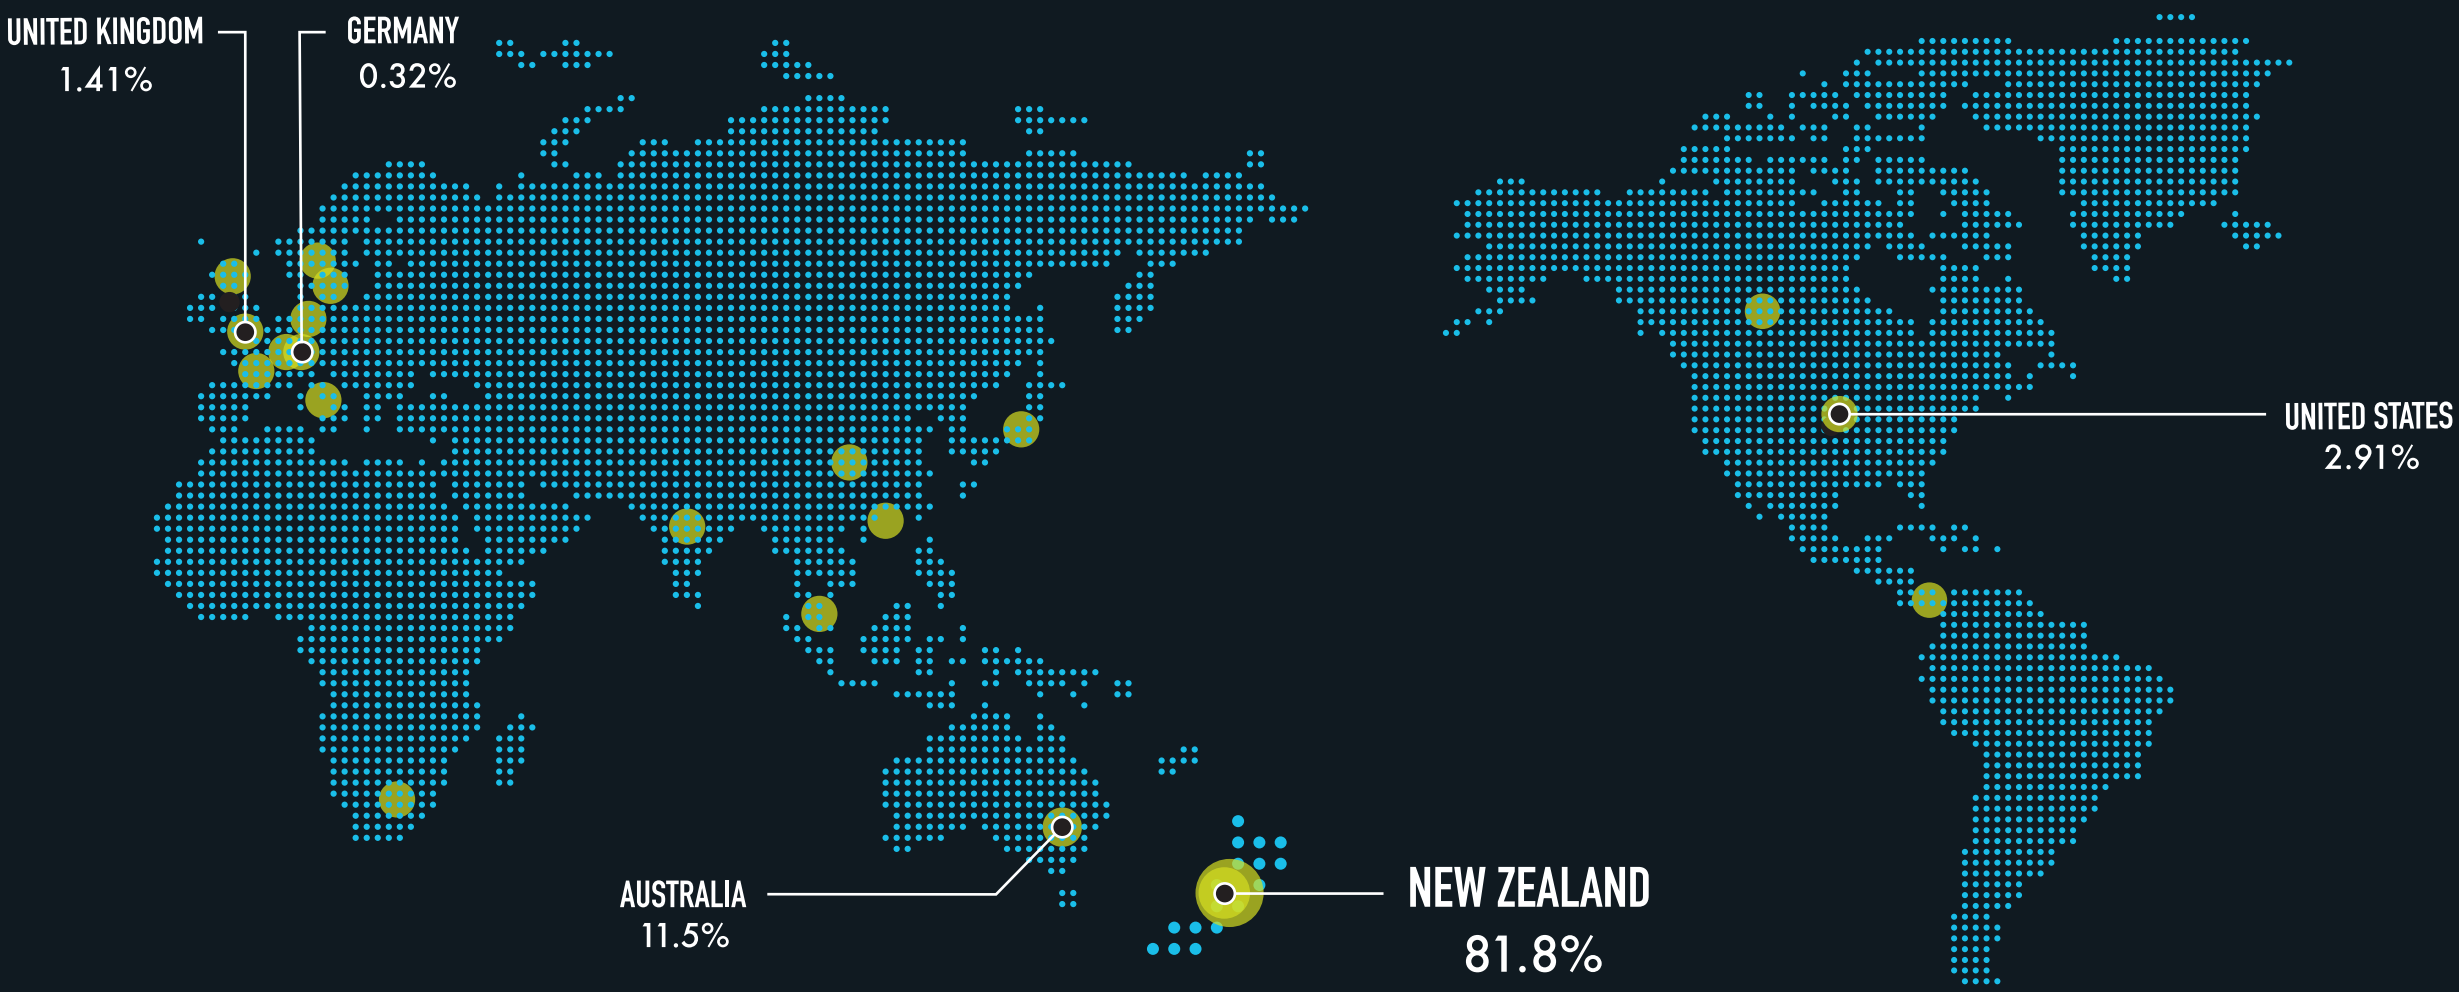 UNITED KINGDOM
1.41%
GERMANY
0.32%
UNITED STATES
2.91%
AUSTRALIA
11.5%
NEW ZEALAND
81.8%